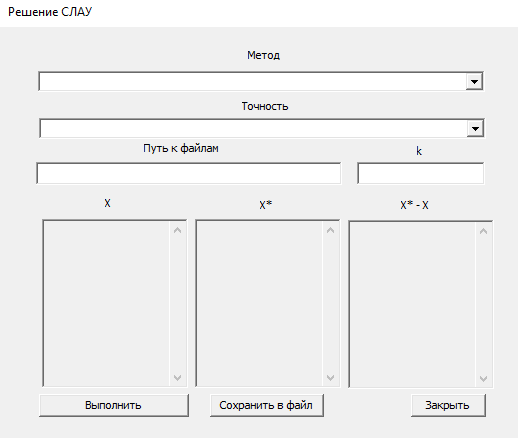 Решение СЛАУ
Метод
Точность
Путь к файлам
k
X
X*
X* - X
Выполнить
Сохранить в файл
Закрыть